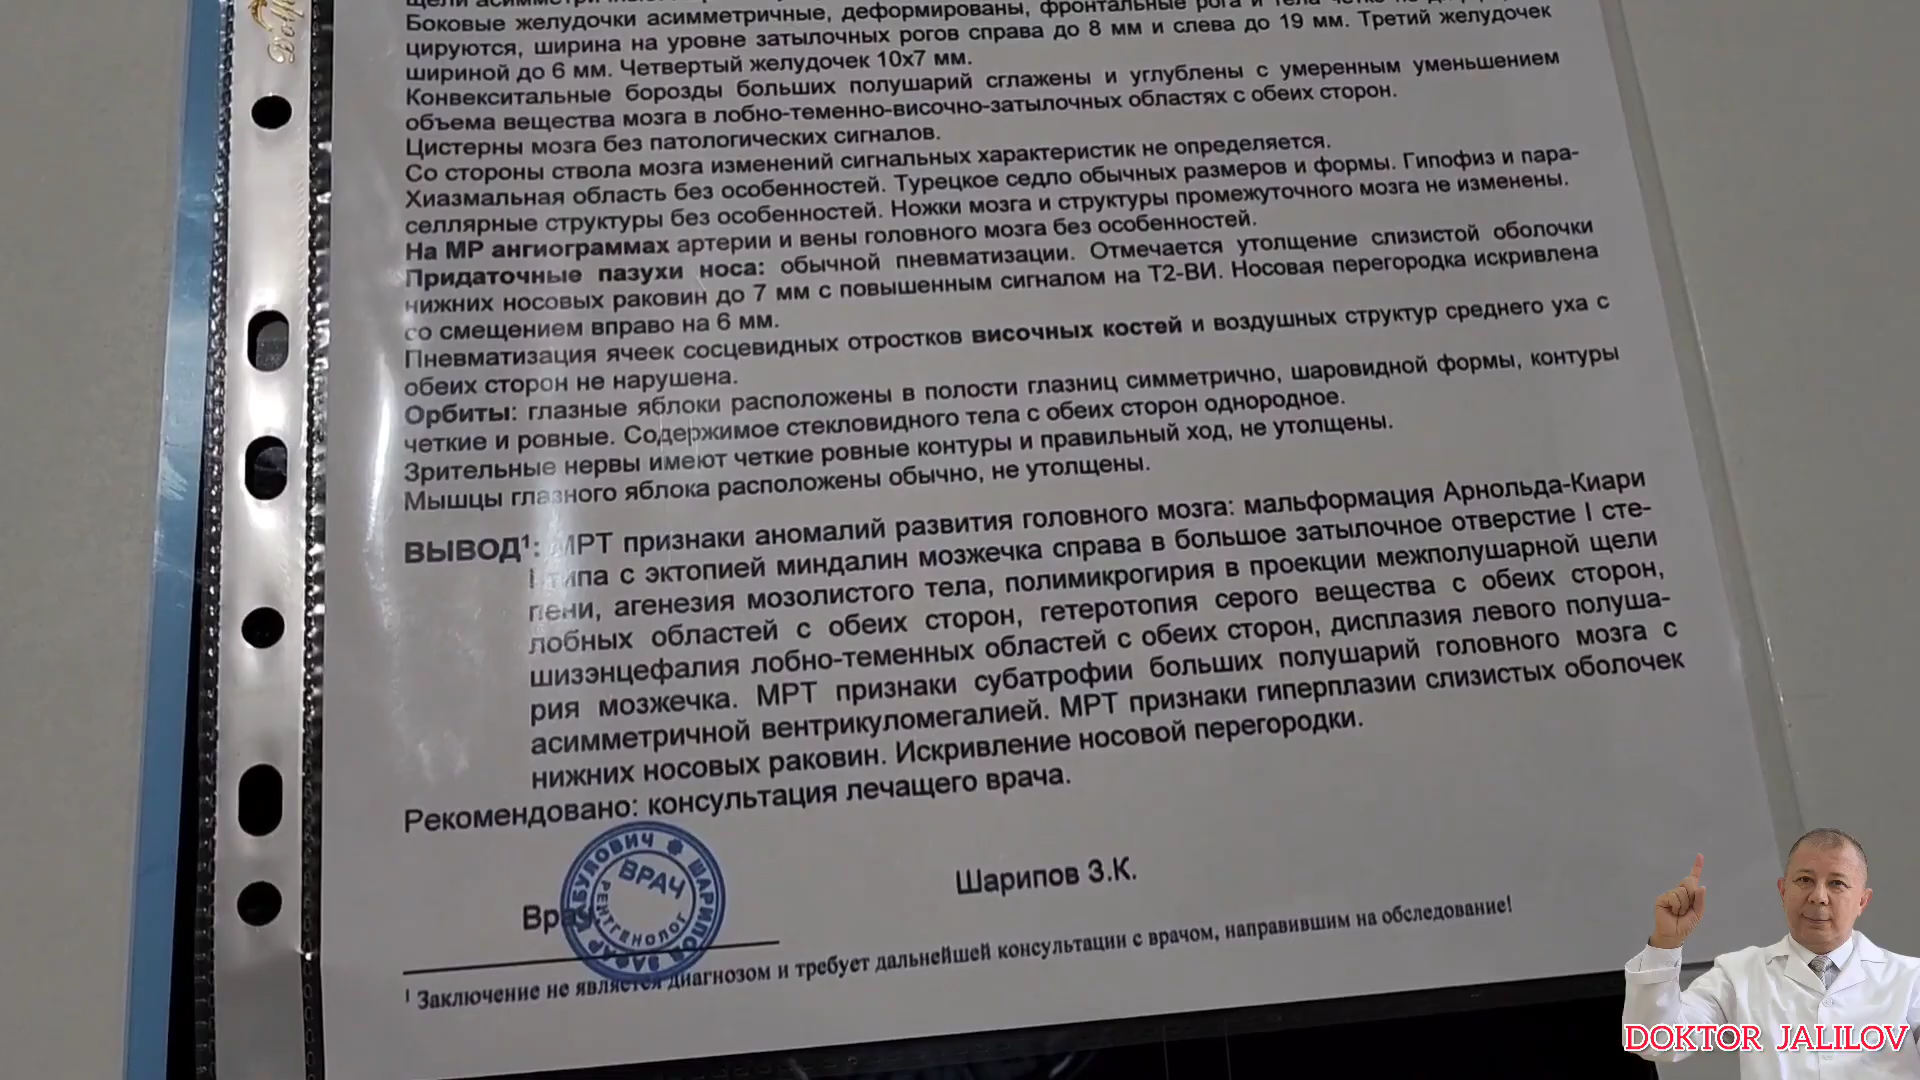 Боковые желудочки асимметричные, деформированы, фронтальные рога и тела четко не
цируются, ширина на уровне затылочных рогов справа до 8 мм и слева до 19 мм. Третий желудочек
шириной до 6 мм. Четвертый желудочек 10х7 мм.
Конвекситальные борозды больших полушарий сглажены и углублены с умеренным уменьшением
объема вещества мозга в лобно-теменно-височно-затылочных областях с обеих сторон.
Цистерны мозга без патологических сигналов.
Со стороны ствола мозга изменений сигнальных характеристик не определяется.
Хиазмальная область без особенностей. Турецкое седло обычных размеров и формы. Гипофиз и пара-
селлярные структуры без особенностей. Ножки мозга и структуры промежуточного мозга не изменены.
На МР ангиограммах артерии и вены головного мозга без особенностей.
Придаточные пазухи носа: обычной пневматизации. Отмечается утолщение слизистой оболочки
нижних носовых раковин до 7 мм с повышенным сигналом на Т2-ВИ. Носовая перегородка искривлена
со смещением вправо на 6 мм.
Пневматизация ячеек сосцевидных отростков височных костей и воздушных структур среднего уха с
обеих сторон не нарушена.
Орбиты: глазные яблоки расположены в полости глазниц симметрично, шаровидной формы, контуры
четкие и ровные. Содержимое стекловидного тела с обеих сторон однородное.
Зрительные нервы имеют четкие ровные контуры и правильный ход, не утолщены.
Мышцы глазного яблока расположены обычно, не утолщены.
ВЫВОД¹: МРТ признаки аномалий развития головного мозга: мальформация Арнольда-Киари
I типа с эктопией миндалин мозжечка справа в большое затылочное отверстие I сте-
пени, агенезия мозолистого тела, полимикрогирия в проекции межполушарной щели
лобных областей с обеих сторон, гетеротопия серого вещества с обеих сторон,
шизэнцефалия лобно-теменных областей с обеих сторон, дисплазия левого полуша-
рия мозжечка. МРТ признаки субатрофии больших полушарий головного мозга с
асимметричной вентрикуломегалией. МРТ признаки гиперплазии слизистых оболочек
нижних носовых раковин. Искривление носовой перегородки.
Рекомендовано: консультация лечащего врача.
Врач Шарипов З.К.
ВРАЧ
РЕНТГЕНОЛОГ
¹ Заключение не является диагнозом и требует дальнейшей консультации с врачом, направившим на обследование!
DOKTOR JALILOV